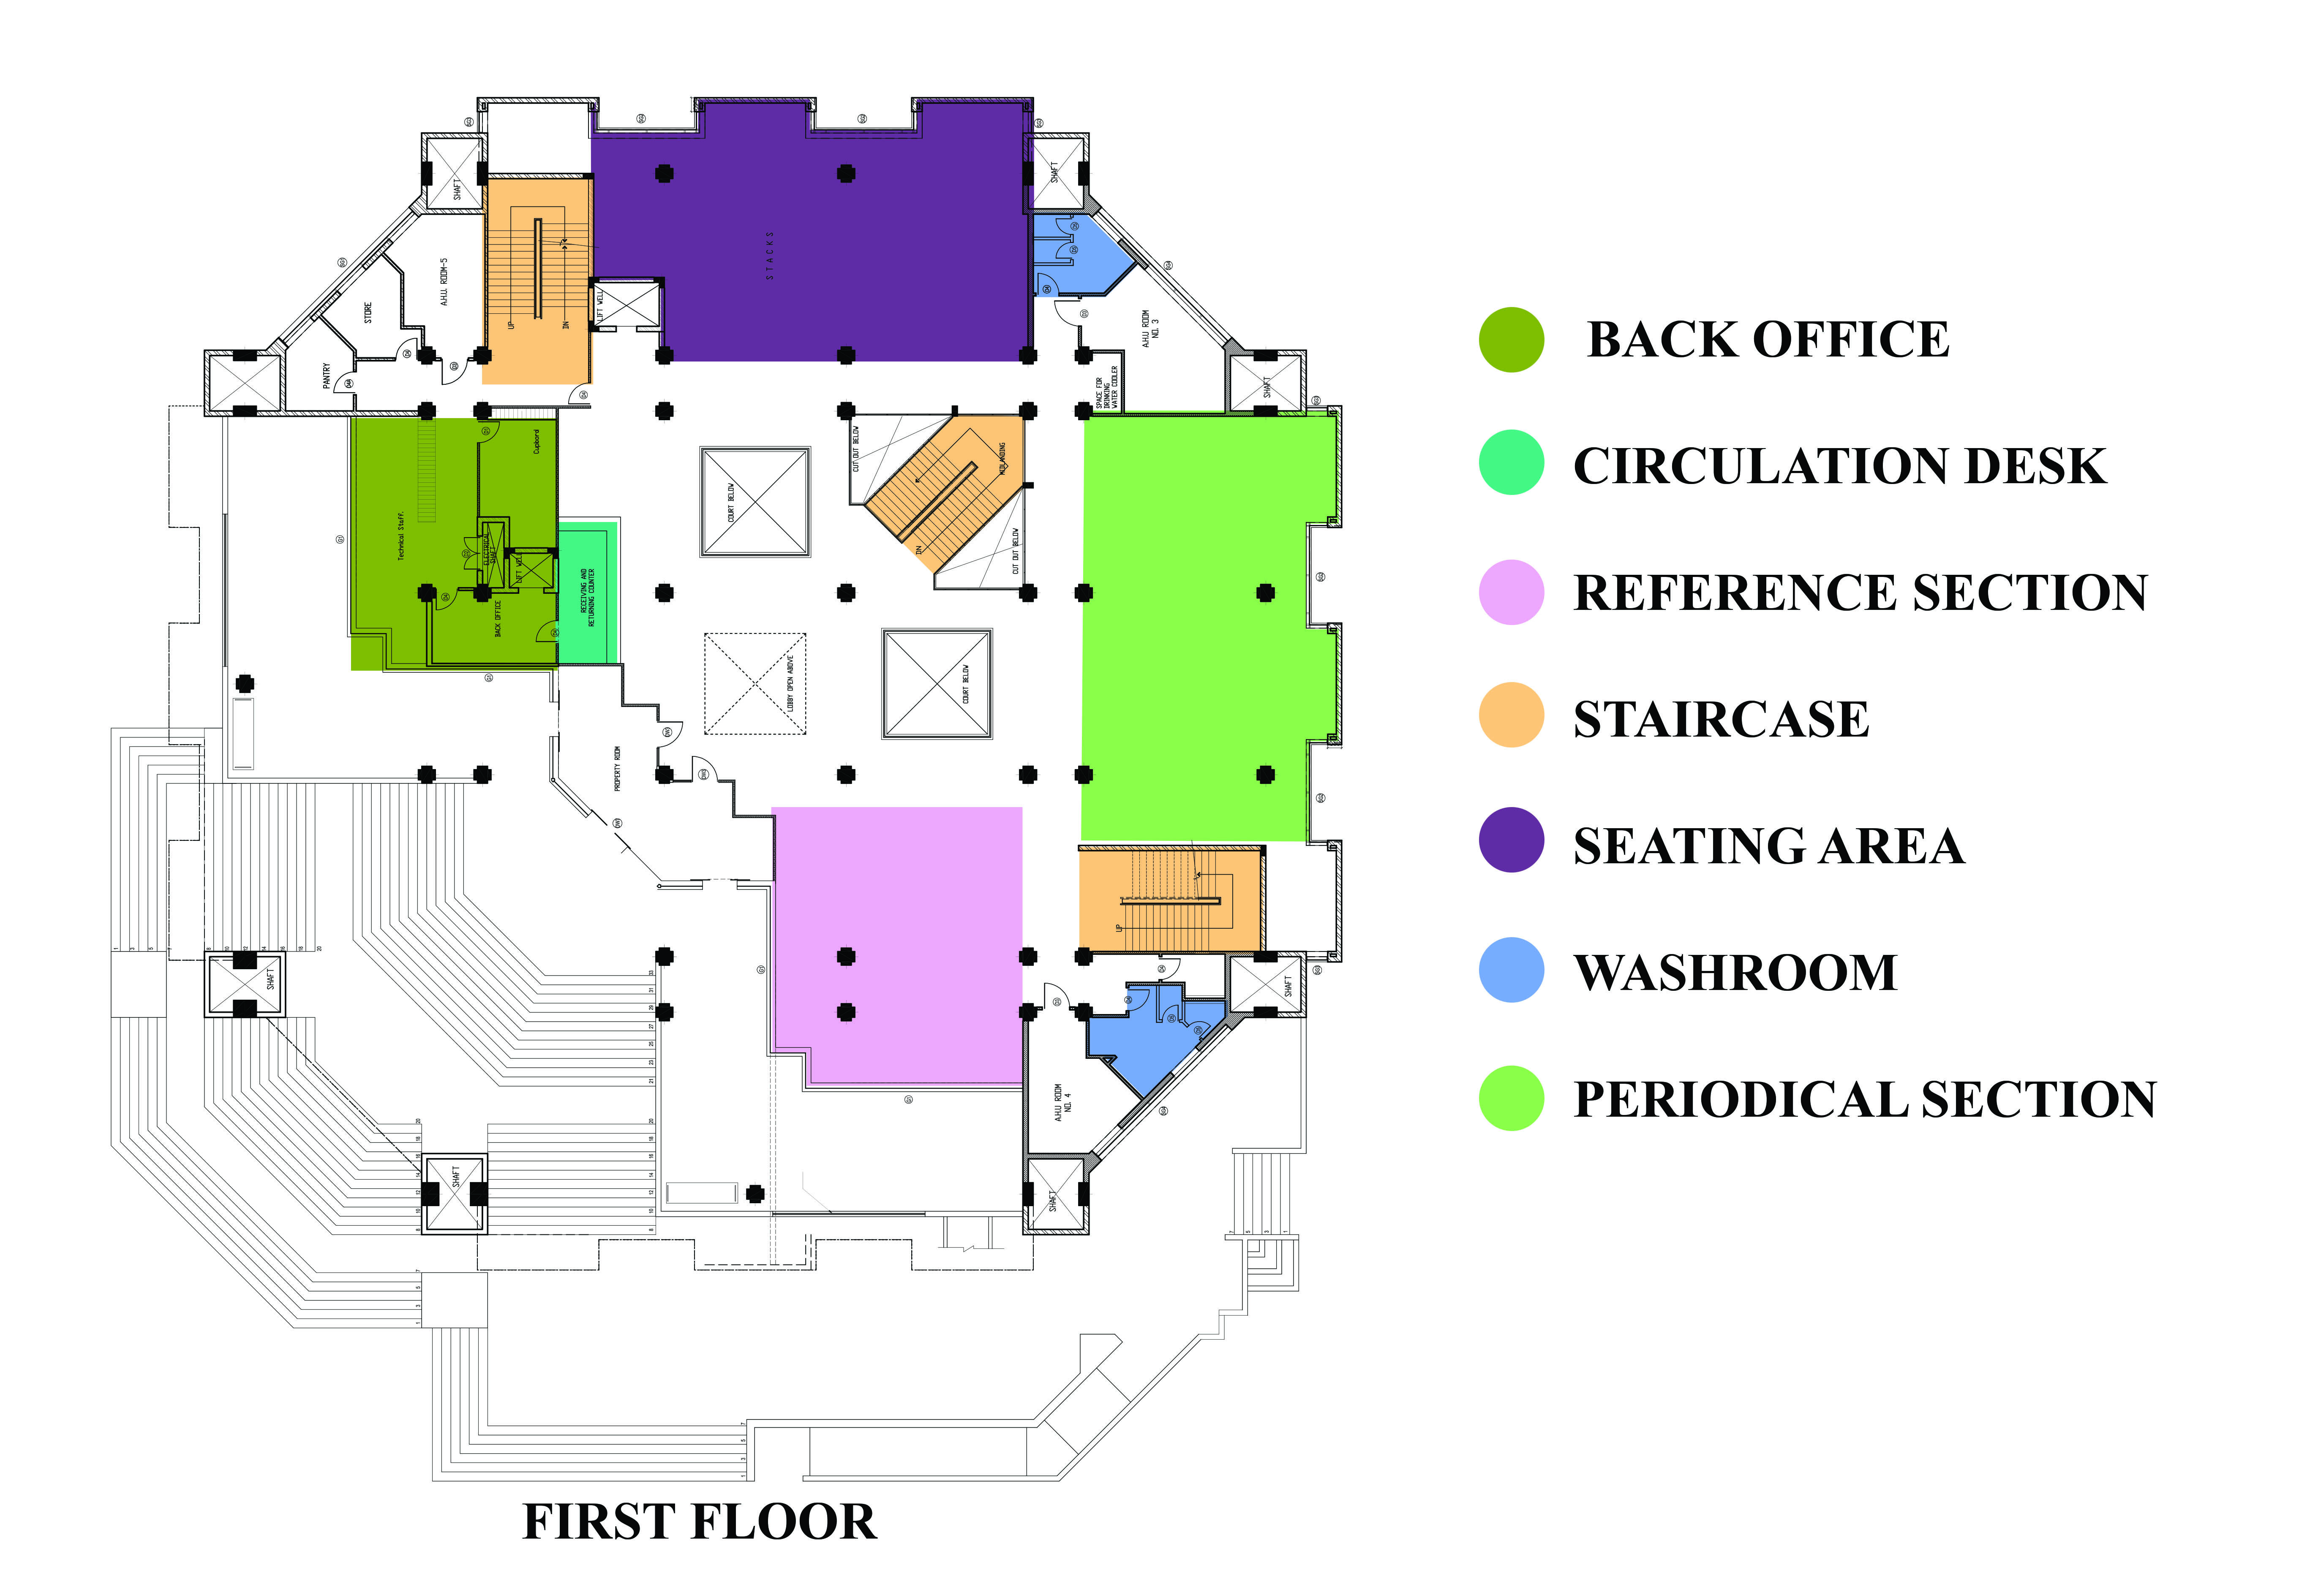 SHAFT
SHAFT
STACKS
A.H.U. ROOM-5
STORE
PANTRY
UP
DN
LIFT WELL
A.H.U ROOM
NO. 3
SPACE FOR
DRINKING
WATER COOLER
SHAFT
Cupbord
Technical Staff.
ELECTRICAL
SHAFT
LIFT WELL
BACK OFFICE
RECEIVING AND
RETURNING COUNTER
COURT BELOW
CUT OUT BELOW
MIDLANDING
DN
CUT OUT BELOW
LOBBY OPEN ABOVE
COURT BELOW
PROPERTY ROOM
UP
SHAFT
SHAFT
A.H.U ROOM
NO. 4
SHAFT
SHAFT
BACK OFFICE
CIRCULATION DESK
REFERENCE SECTION
STAIRCASE
SEATING AREA
WASHROOM
PERIODICAL SECTION
FIRST FLOOR